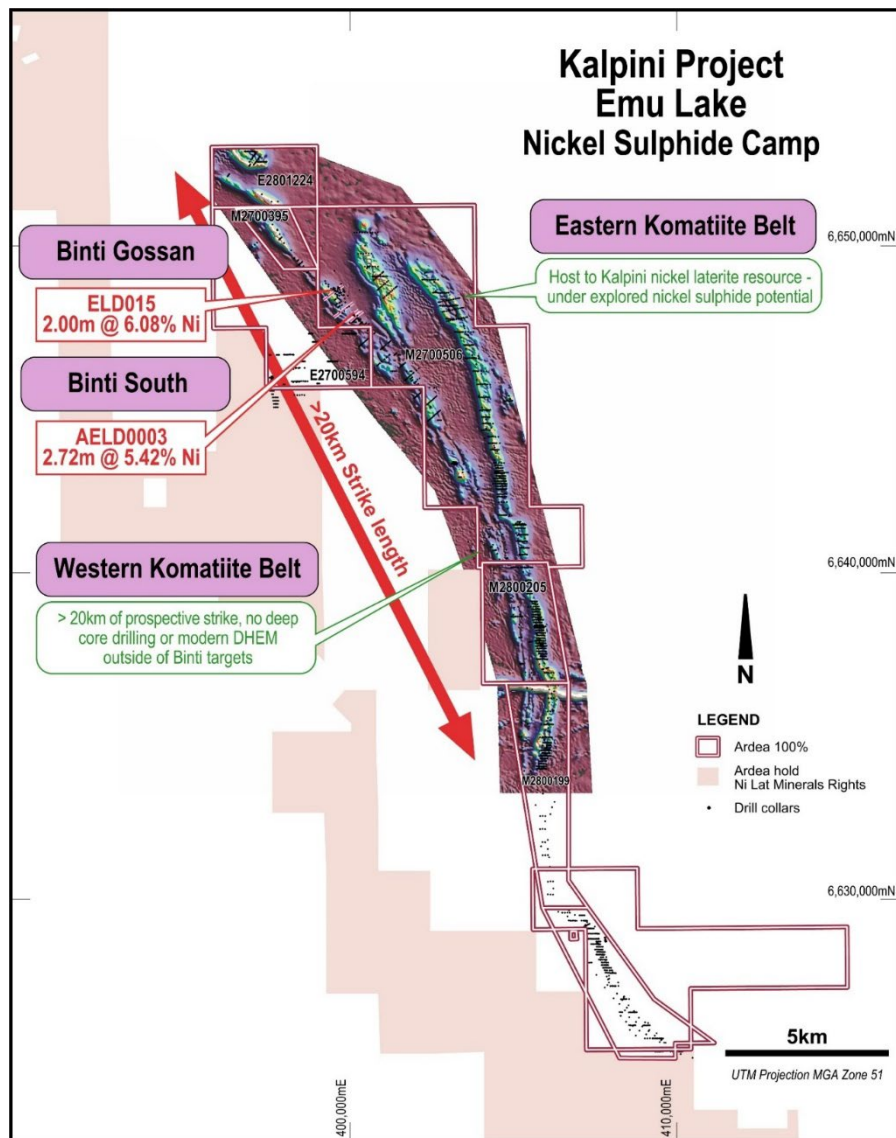 Kalpini Project
Emu Lake
Nickel Sulphide Camp
E2801224
M2700395
Binti Gossan
ELD015
2.00m @ 6.08% Ni
Eastern Komatiite Belt
Host to Kalpini nickel laterite resource -
under explored nickel sulphide potential
6,650,000mN
M2700506
E2700594
Binti South
AELD0003
2.72m @ 5.42% Ni
>20km Strike length
Western Komatiite Belt
> 20km of prospective strike, no deep
core drilling or modern DHEM
outside of Binti targets
6,640,000mN
M2800205
N
M2800199
LEGEND
Ardea 100%
Ardea hold
Ni Lat Minerals Rights
Drill collars
6,630,000mN
5km
UTM Projection MGA Zone 51
400,000mE
410,000mE